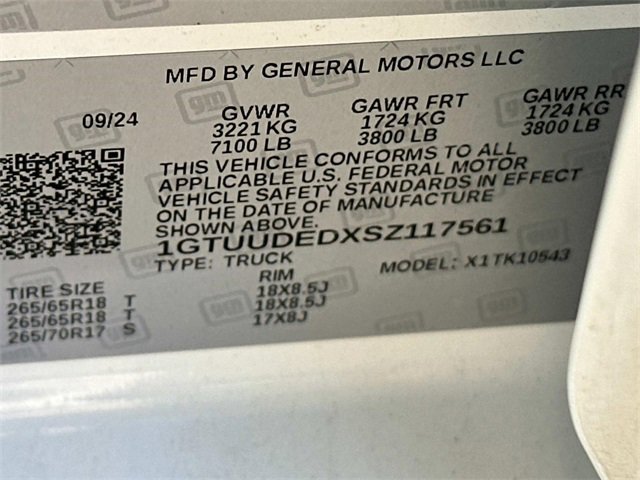 MFD BY GENERAL MOTORS LLC
09/24
GVWR
3221 KG
7100 LB
GAWR FRT
1724 KG
3800 LB
GAWR RR
1724 KG
3800 LB
THIS VEHICLE CONFORMS TO ALL
APPLICABLE U.S. FEDERAL MOTOR
VEHICLE SAFETY STANDARDS IN EFFECT
ON THE DATE OF MANUFACTURE
SHOWN ABOVE.
1GTUUDEDXSZ117561
TYPE: TRUCK MODEL: X1TK10543
TIRE SIZE RIM
265/65R18 T 18X8.5J
265/65R18 T 18X8.5J
265/70R17 S 17X8J
gm